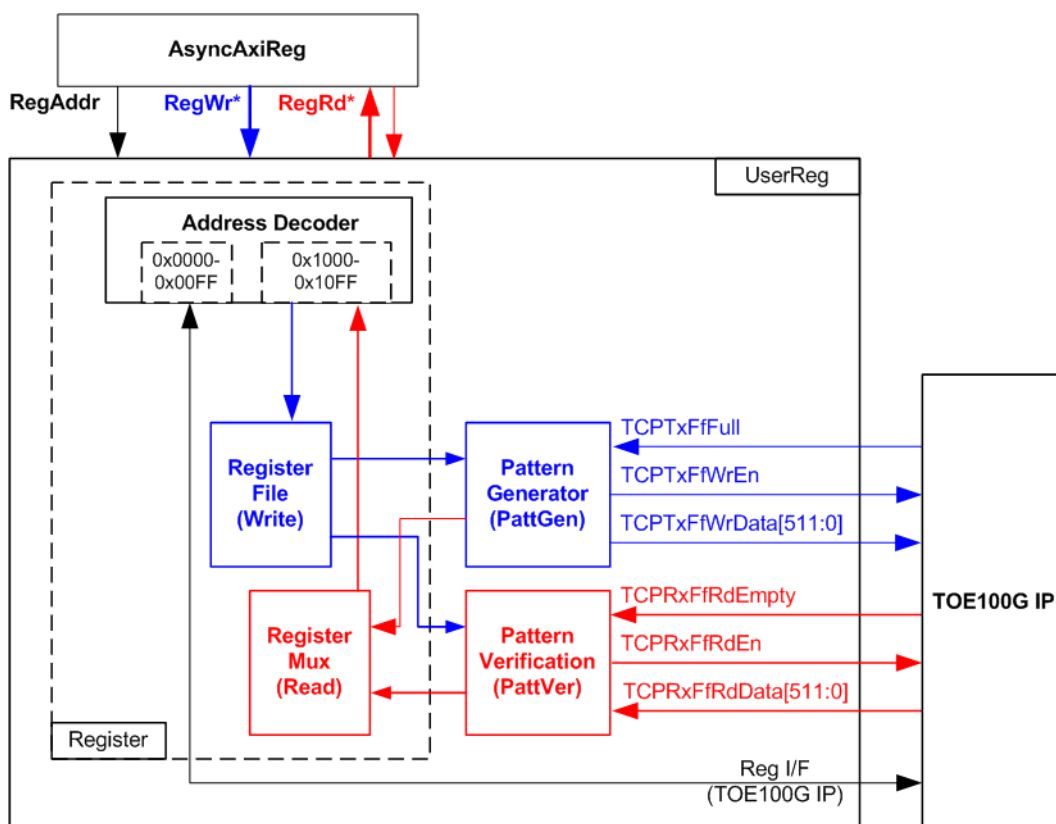 AsyncAxiReg
RegAddr
RegWr*
RegRd*
UserReg
Address Decoder
0x0000-
0x00FF
0x1000-
0x10FF
Register
File
(Write)
Pattern
Generator
(PattGen)
TCPTxFfFull
TCPTxFfWrEn
TCPTxFfWrData[511:0]
TOE100G IP
Register
Mux
(Read)
Pattern
Verification
(PattVer)
TCPRxFfRdEmpty
TCPRxFfRdEn
TCPRxFfRdData[511:0]
Register
Reg I/F
(TOE100G IP)